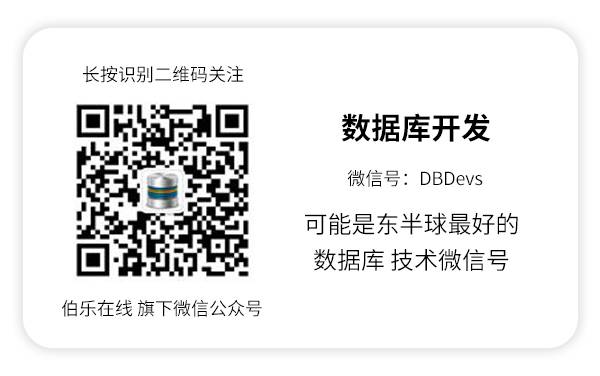 长按识别二维码关注
伯乐在线 旗下微信公众号
数据库开发
微信号：DBDevs
可能是东半球最好的
数据库 技术微信号